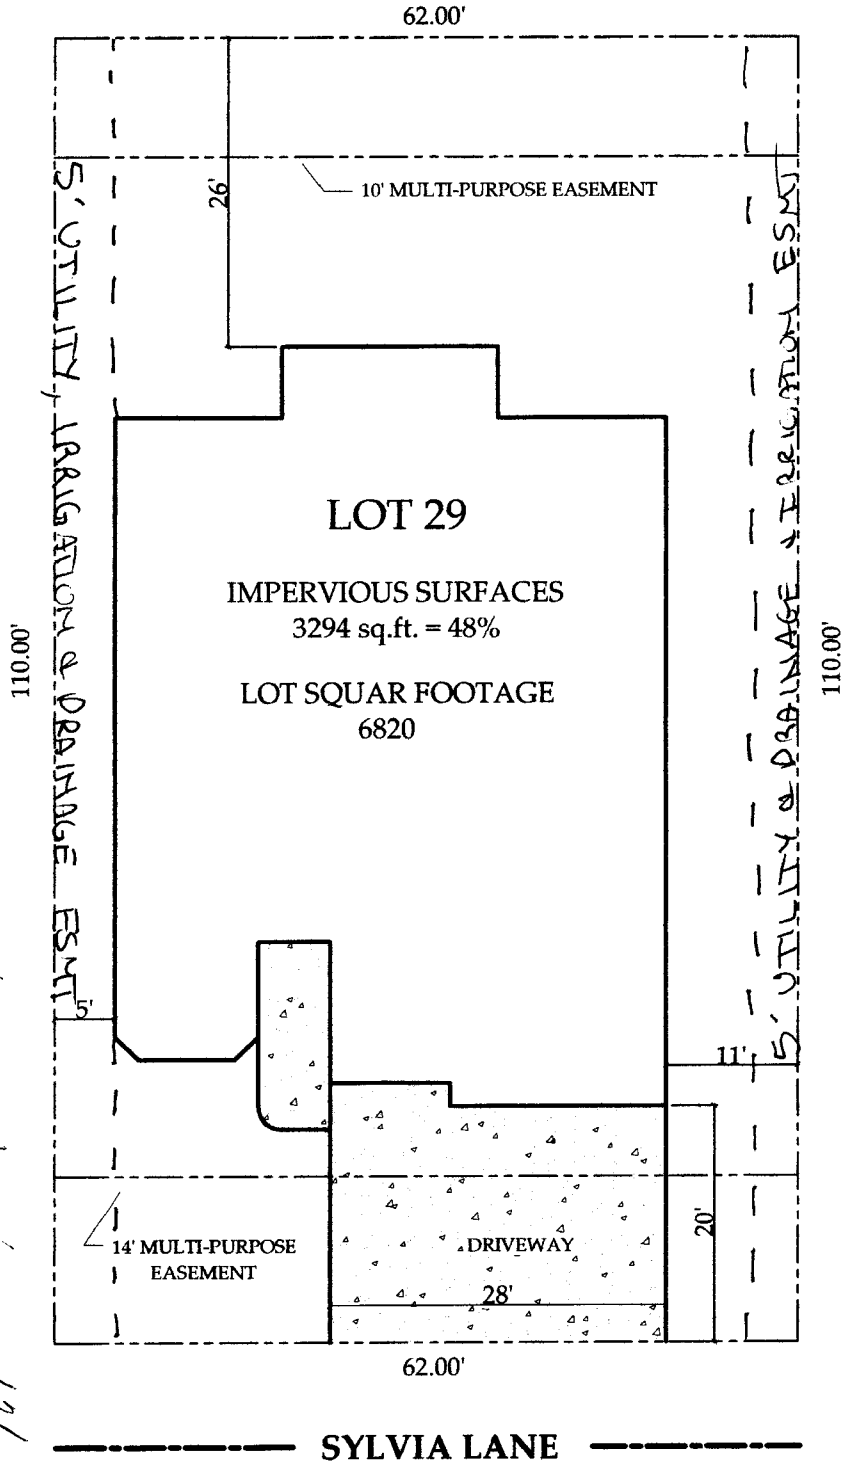 62.00'
26'
10' MULTI-PURPOSE EASEMENT
5' UTILITY, IRRIGATION & DRAINAGE ESMT
5' UTILITY & DRAINAGE & IRRIGATION ESMT
LOT 29
IMPERVIOUS SURFACES
3294 sq.ft. = 48%
110.00'
110.00'
LOT SQUAR FOOTAGE
6820
5'
11'
20'
14' MULTI-PURPOSE
EASEMENT
DRIVEWAY
28'
62.00'
SYLVIA LANE